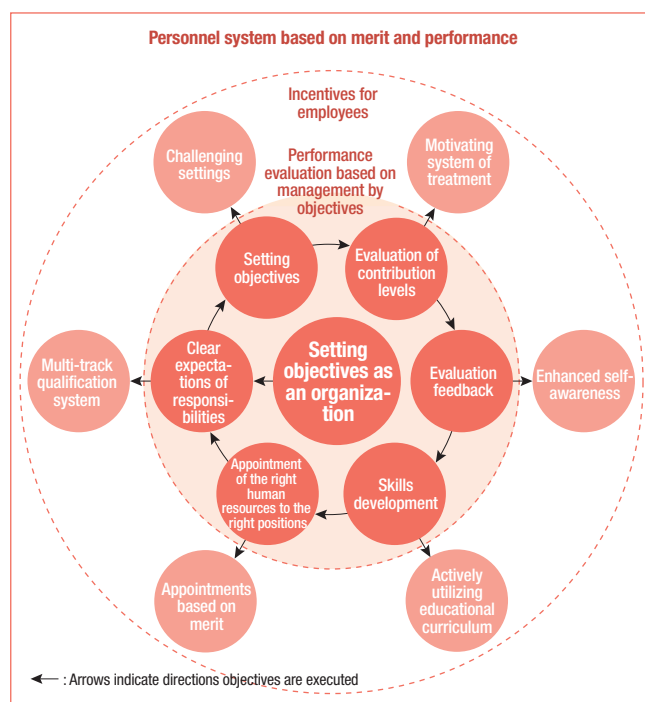 Personnel system based on merit and performance
Incentives for
employees
Challenging
settings
Motivating
system of
treatment
Performance
evaluation based on
management by
objectives
Setting
objectives
Evaluation of
contribution
levels
Multi-track
qualification
system
Clear
expecta-
tions of
responsi-
bilities
Setting
objectives as
an organiza-
tion
Evaluation
feedback
Enhanced self-
awareness
Appointment
of the right
human
resources to the
right positions
Skills
development
Appointments
based on
merit
Actively
utilizing
educational
curriculum
: Arrows indicate directions objectives are executed